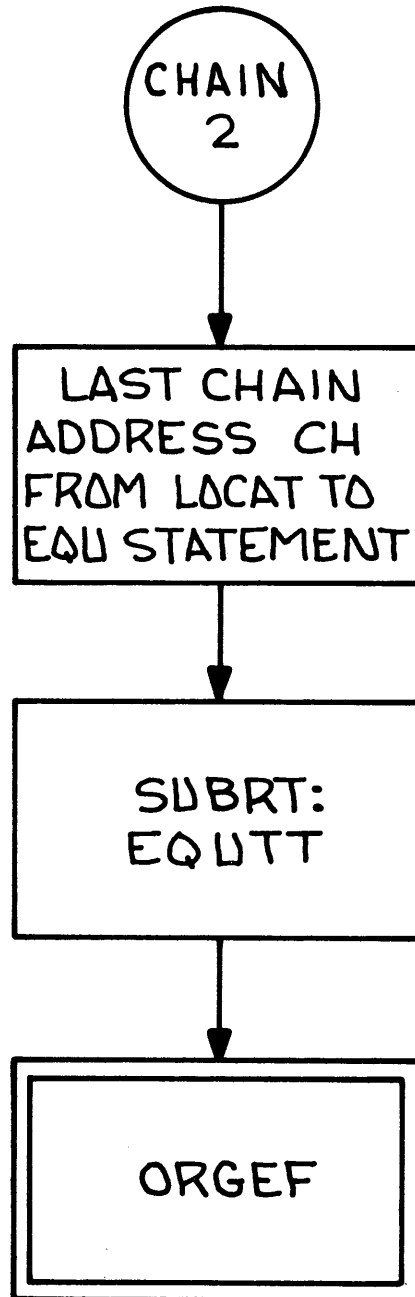 CHAIN
2
LAST CHAIN
ADDRESS CH
FROM LOCAT TO
EQU STATEMENT
SUBRT:
EQUTT
ORGEF